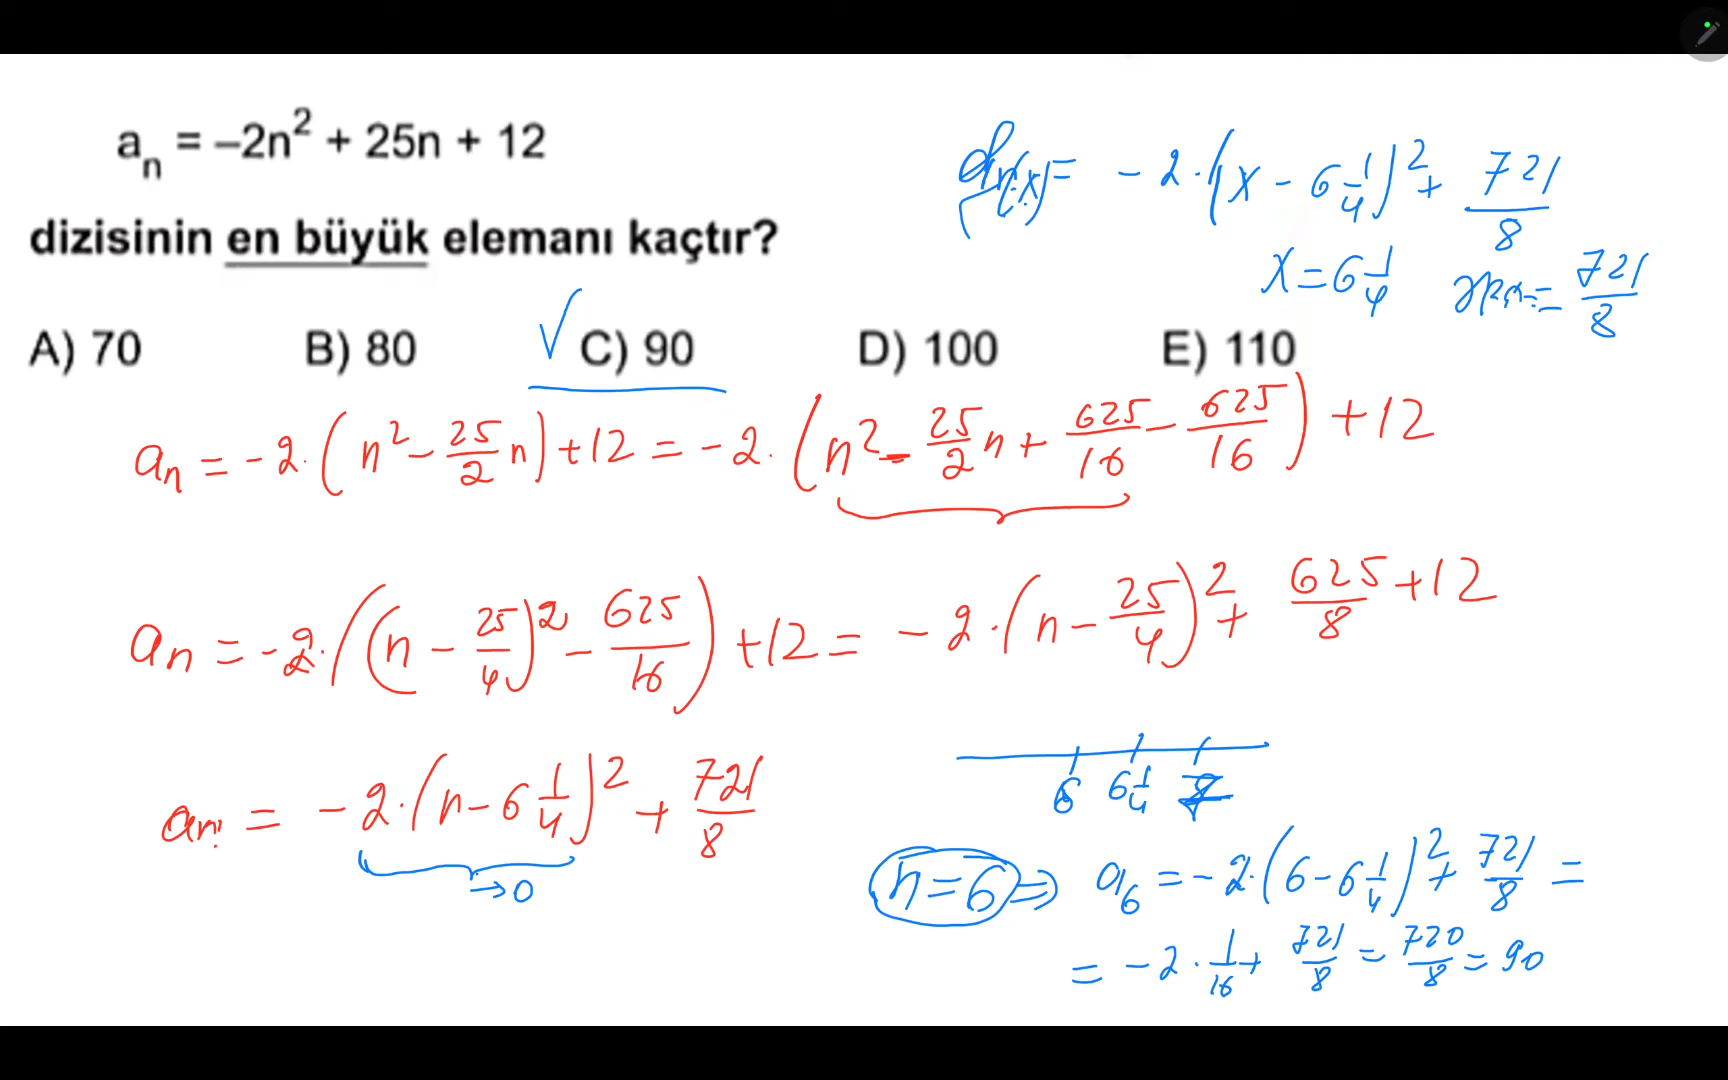 aₙ = –2n² + 25n + 12
dizisinin en büyük elemanı kaçtır?
A) 70 B) 80 √ C) 90 D) 100 E) 110
= -2·(x - 6 1/4)² + 721/8
x = 6 1/4 = 721/8
aₙ = -2·(n² - 25/2 n) + 12 = -2·(n² - 25/2 n + 625/16 - 625/16) + 12
aₙ = -2·((n - 25/4)² - 625/16) + 12 = -2·(n - 25/4)² + 625/8 + 12
aₙ = -2·(n - 6 1/4)² + 721/8
→0
6 6 1/4 7
n = 6 ⇒ a₆ = -2·(6 - 6 1/4)² + 721/8 =
= -2 · 1/16 + 721/8 = 720/8 = 90